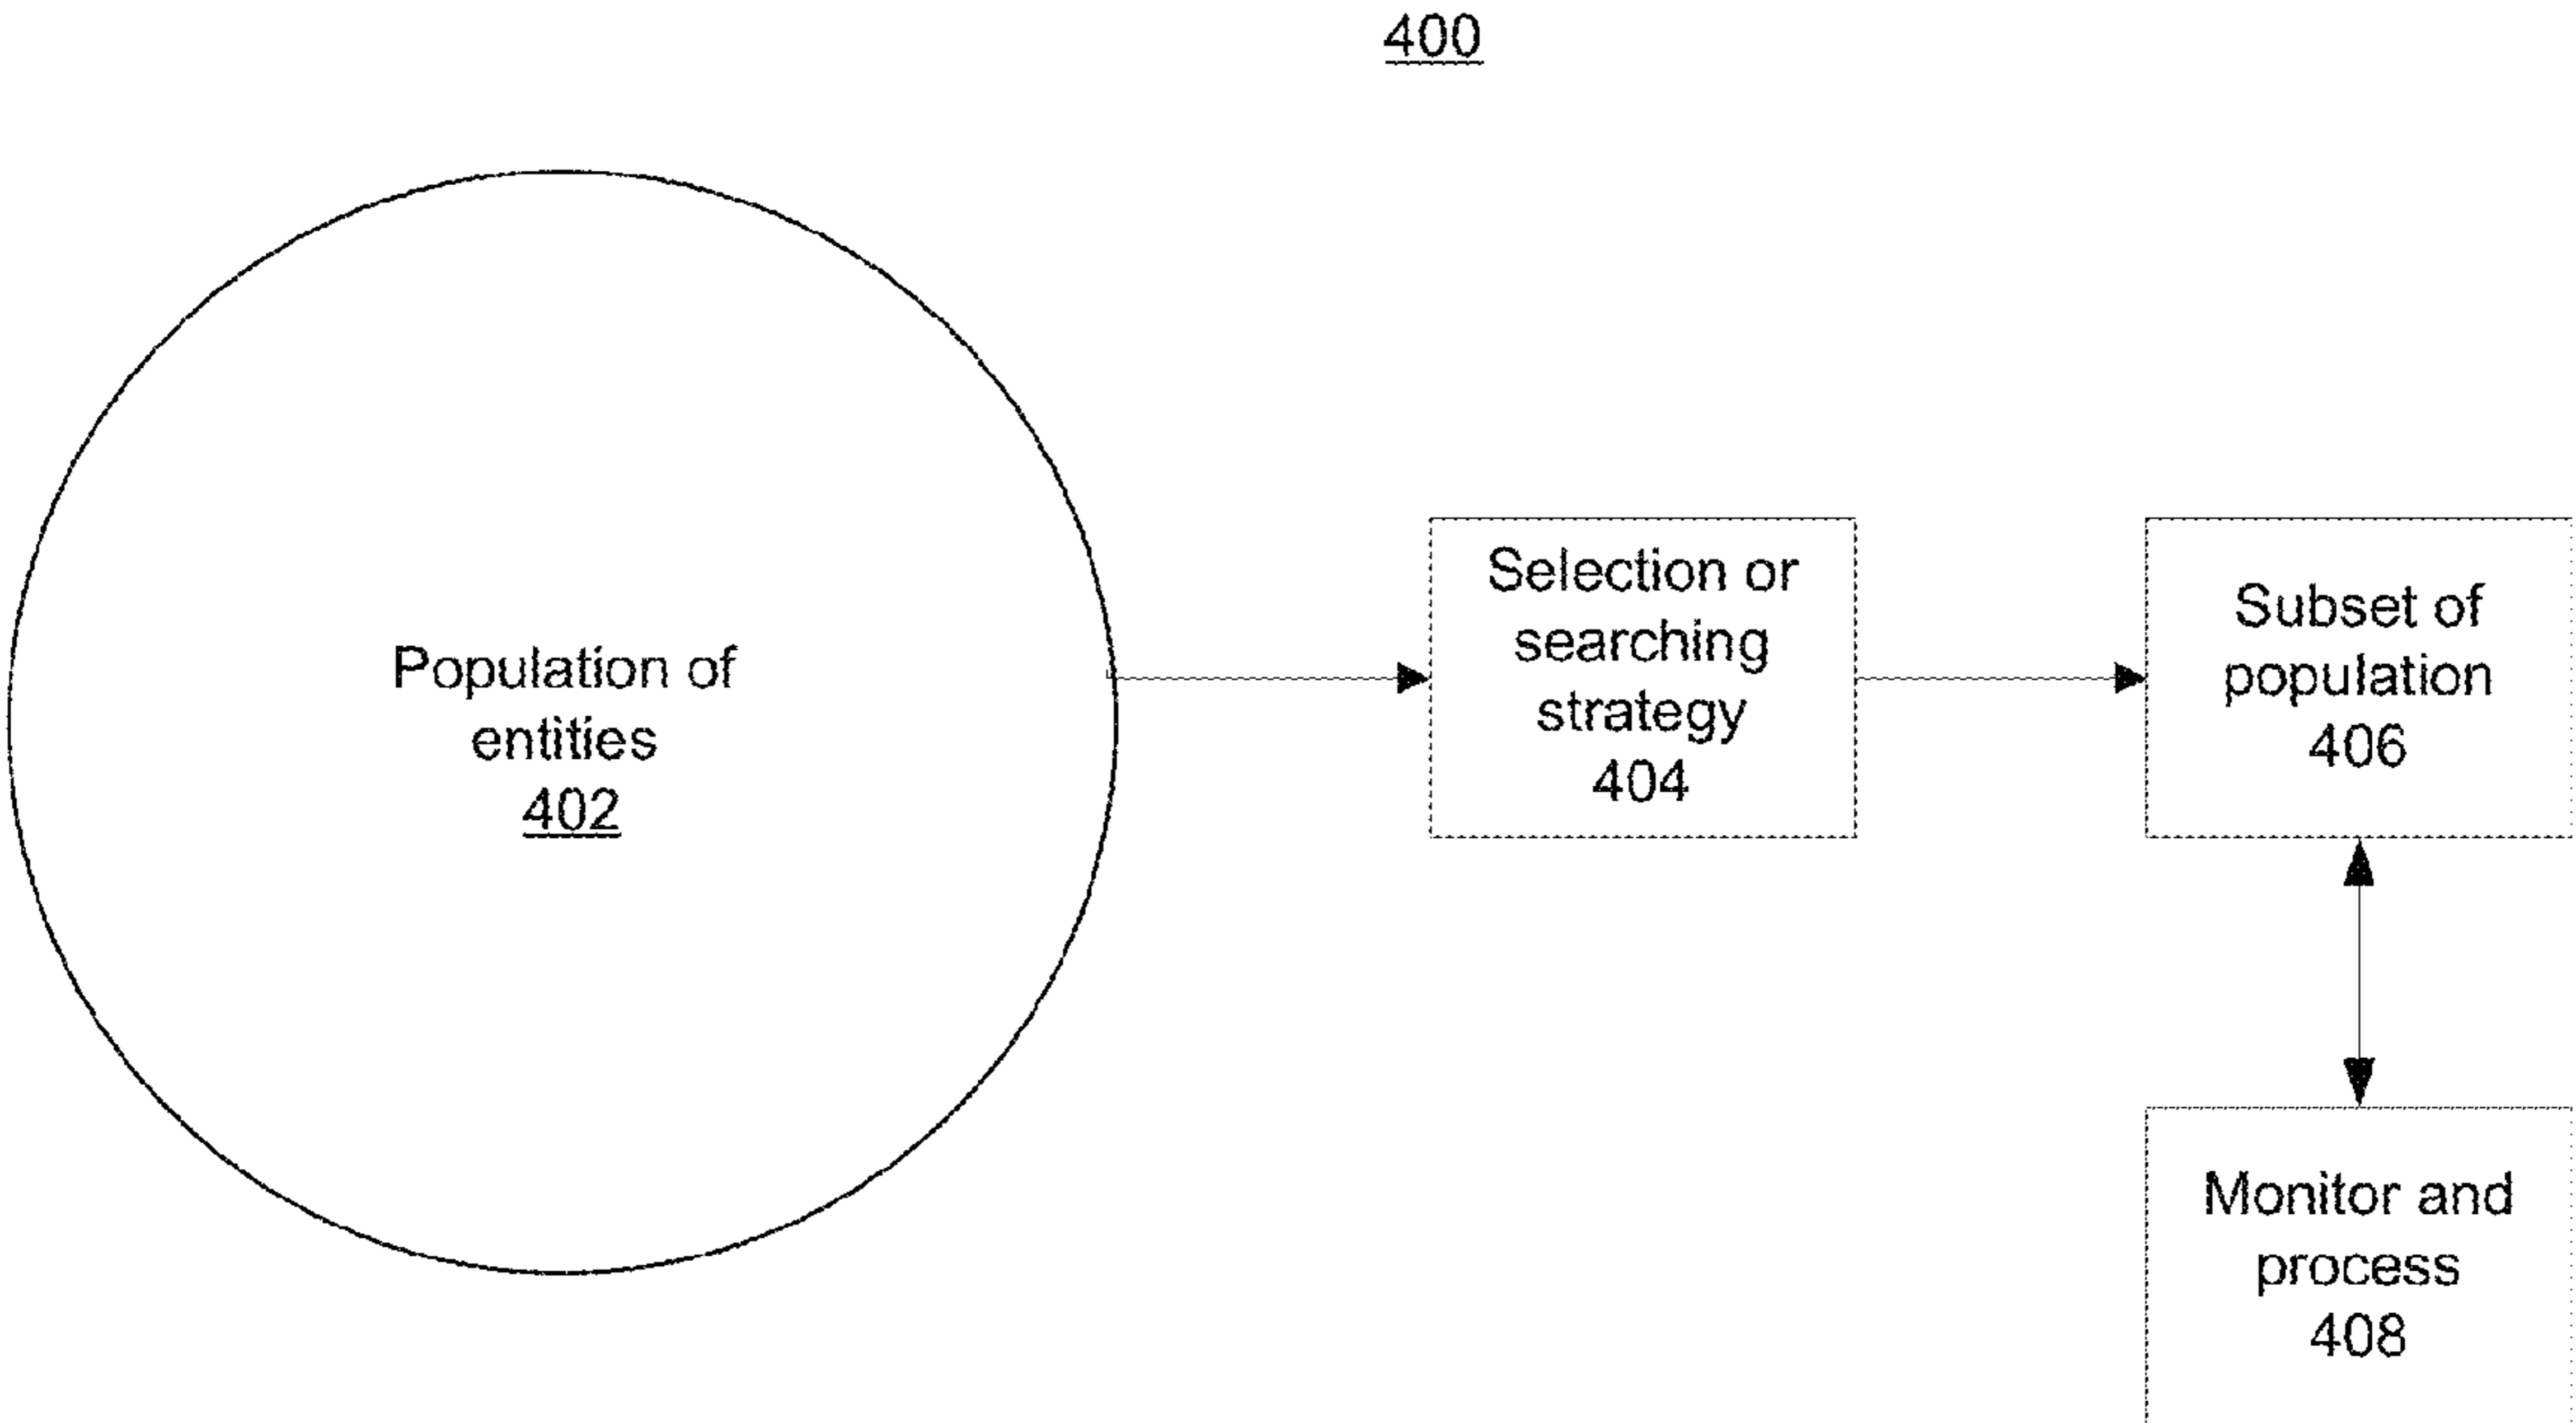 400
Population of
entities
402
Selection or
searching
strategy
404
Subset of
population
406
Monitor and
process
408